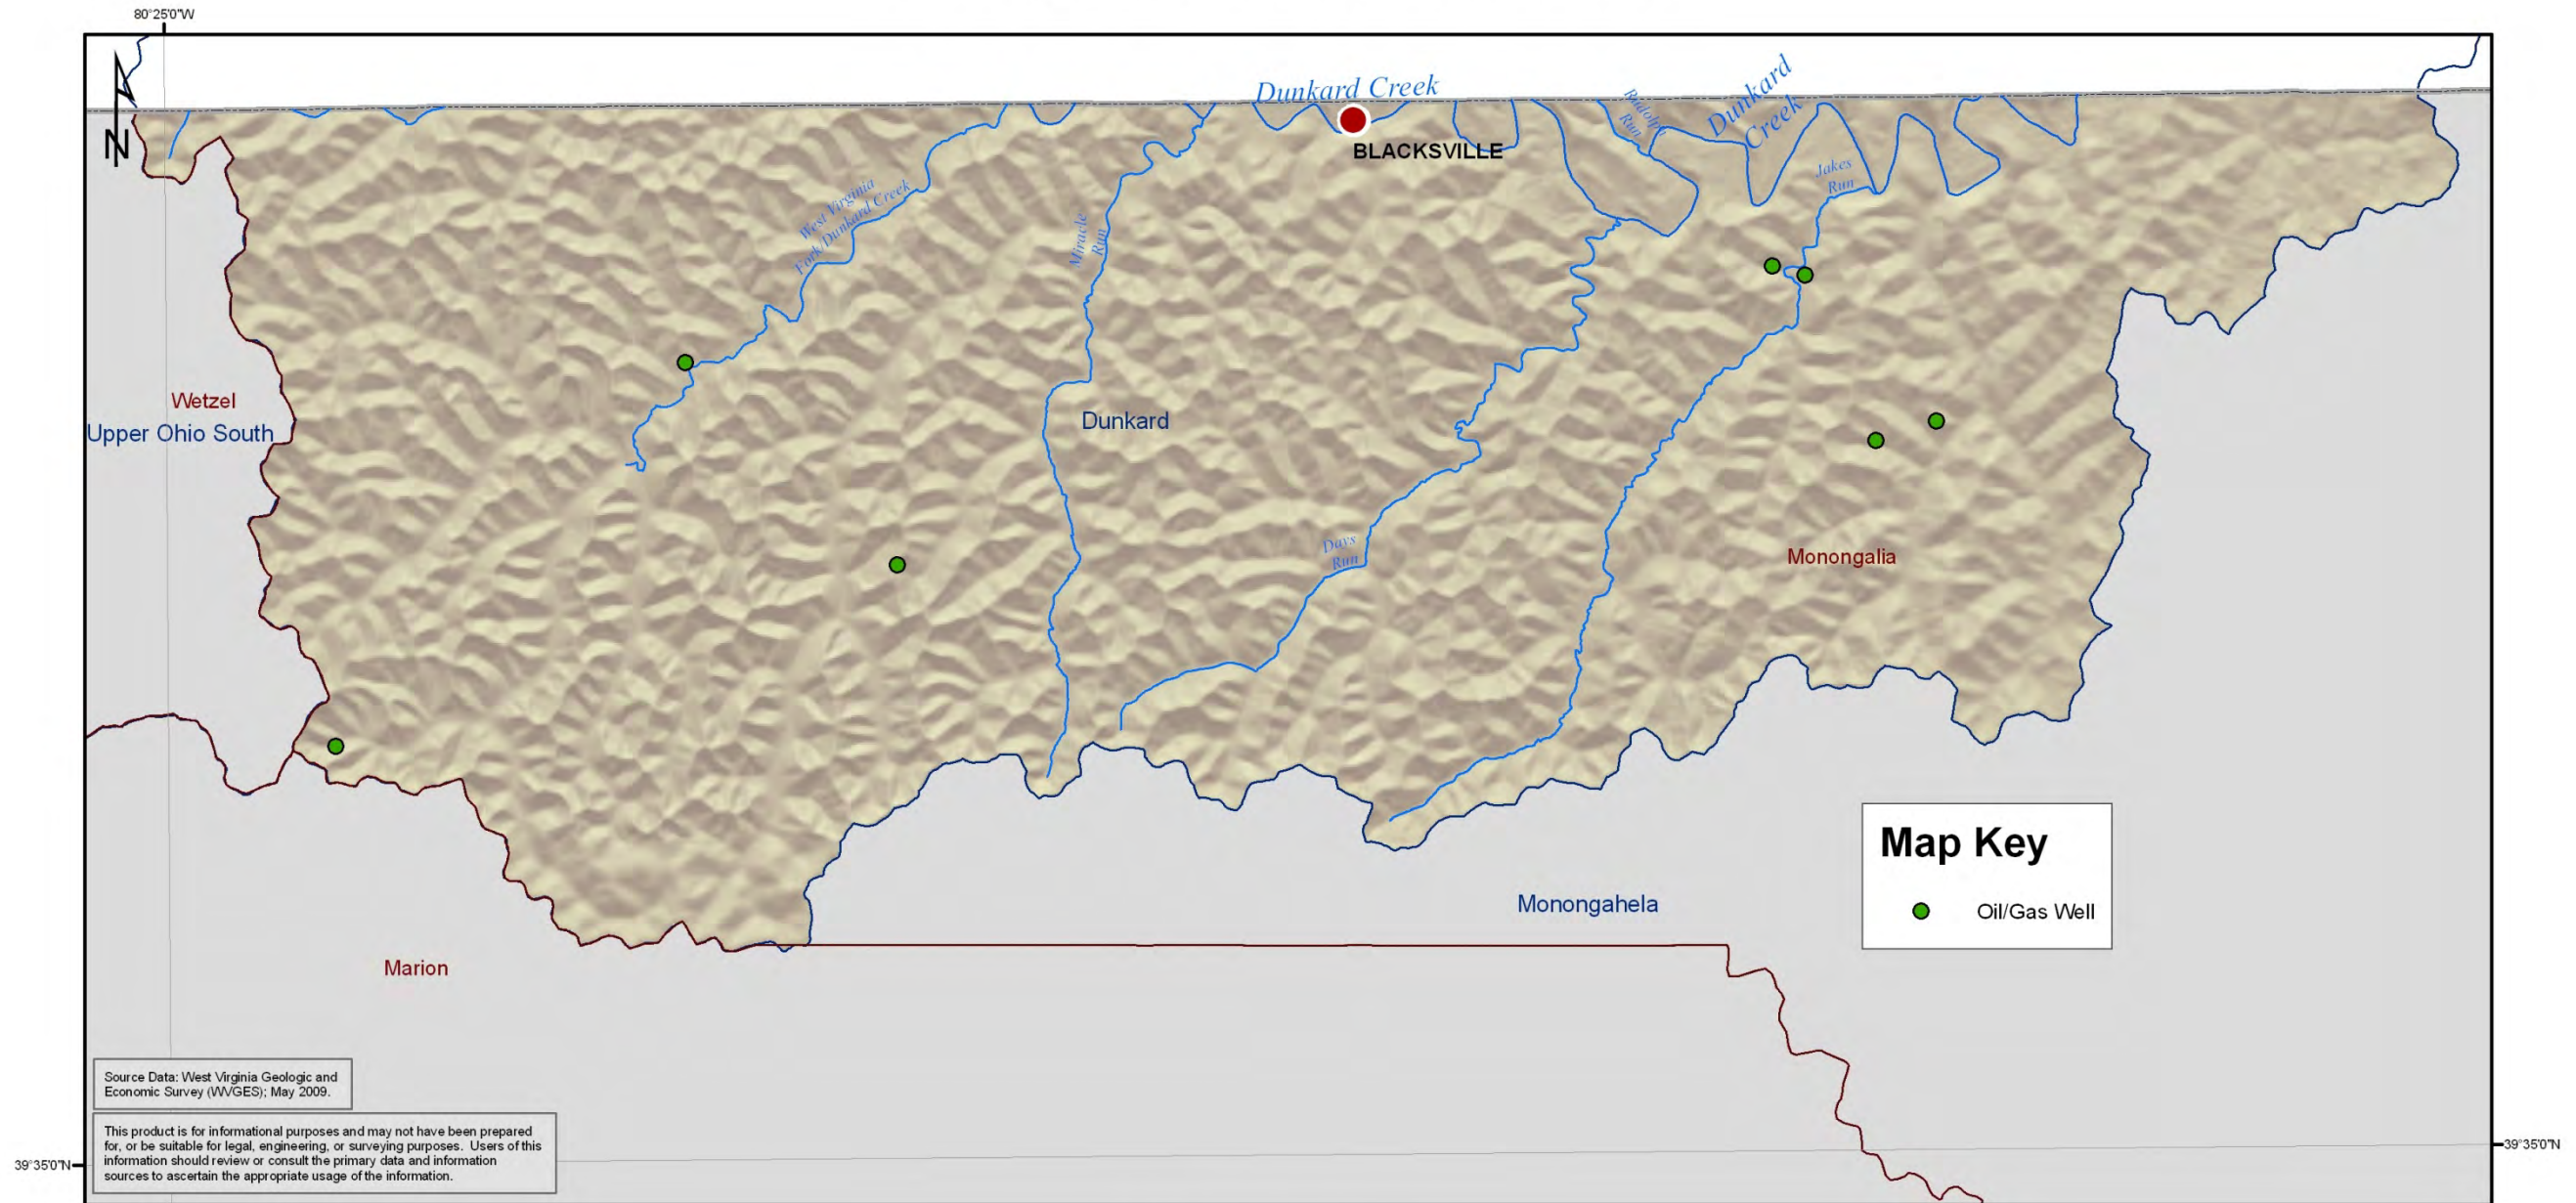 80°25'0"W
N
Dunkard Creek
BLACKSVILLE
Rudolph
Run
Dunkard
Creek
Jakes
Run
West Virginia
Fork/Dunkard Creek
Miracle
Run
Wetzel
Upper Ohio South
Dunkard
Days
Run
Monongalia
Map Key
Oil/Gas Well
Monongahela
Marion
Source Data: West Virginia Geologic and
Economic Survey (WVGES); May 2009.
This product is for informational purposes and may not have been prepared
for, or be suitable for legal, engineering, or surveying purposes. Users of this
information should review or consult the primary data and information
sources to ascertain the appropriate usage of the information.
39°35'0"N
39°35'0"N